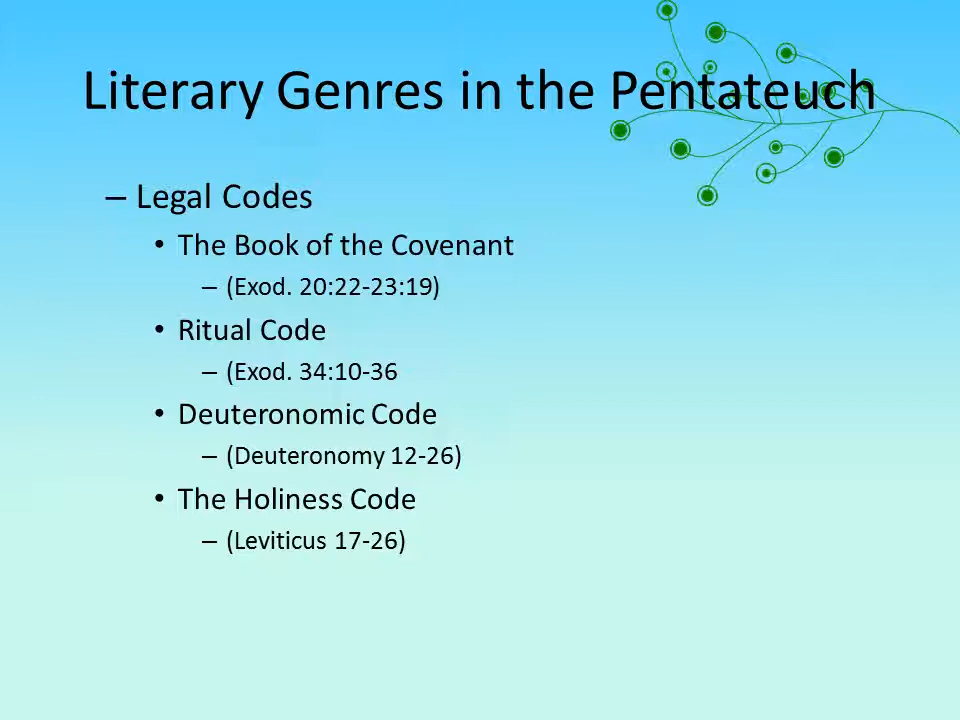 Literary Genres in the Pentateuch
– Legal Codes
• The Book of the Covenant
– (Exod. 20:22-23:19)
• Ritual Code
– (Exod. 34:10-36
• Deuteronomic Code
– (Deuteronomy 12-26)
• The Holiness Code
– (Leviticus 17-26)